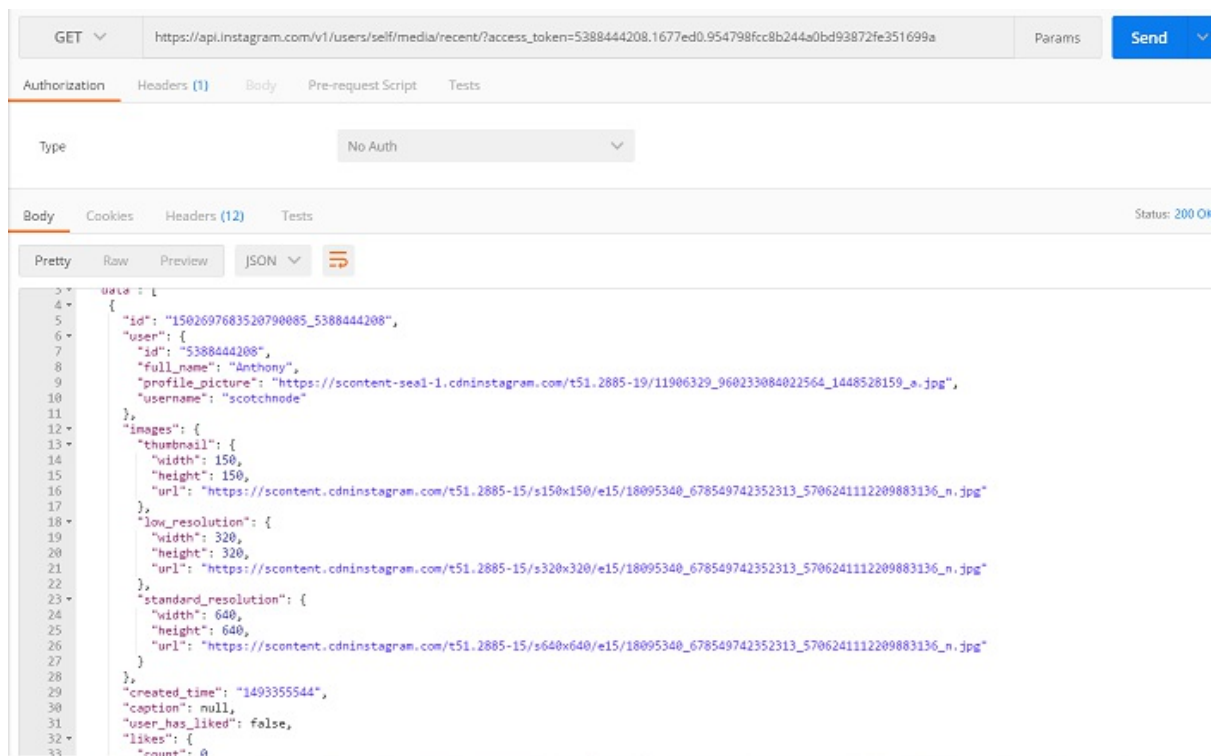 GET https://api.instagram.com/v1/users/self/media/recent/?access_token=5388444208.1677ed0.954798fcc8b244a0bd93872fe351699a Params Send
Authorization Headers (1) Body Pre-request Script Tests
Type No Auth
Body Cookies Headers (12) Tests Status: 200 OK
Pretty Raw Preview JSON
3 data : [
4 {
5 "id": "1502697683520790085_5388444208",
6 "user": {
7 "id": "5388444208",
8 "full_name": "Anthony",
9 "profile_picture": "https://scontent-sea1-1.cdninstagram.com/t51.2885-19/11906329_960233084022564_1448528159_a.jpg",
10 "username": "scotchnode"
11 },
12 "images": {
13 "thumbnail": {
14 "width": 150,
15 "height": 150,
16 "url": "https://scontent.cdninstagram.com/t51.2885-15/s150x150/e15/18095340_678549742352313_5706241112209883136_n.jpg"
17 },
18 "low_resolution": {
19 "width": 320,
20 "height": 320,
21 "url": "https://scontent.cdninstagram.com/t51.2885-15/s320x320/e15/18095340_678549742352313_5706241112209883136_n.jpg"
22 },
23 "standard_resolution": {
24 "width": 640,
25 "height": 640,
26 "url": "https://scontent.cdninstagram.com/t51.2885-15/s640x640/e15/18095340_678549742352313_5706241112209883136_n.jpg"
27 }
28 },
29 "created_time": "1493355544",
30 "caption": null,
31 "user_has_liked": false,
32 "likes": {
33 "count": 0